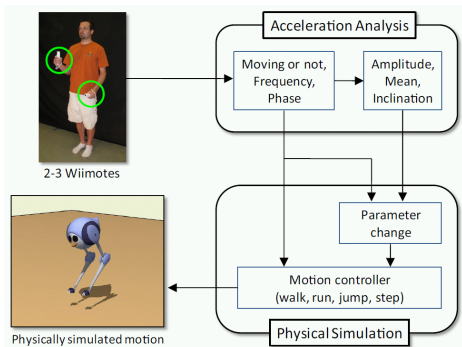 Acceleration Analysis
Moving or not,
Frequency,
Phase
Amplitude,
Mean,
Inclination
2-3 Wiimotes
Parameter
change
Motion controller
(walk, run, jump, step)
Physically simulated motion
Physical Simulation